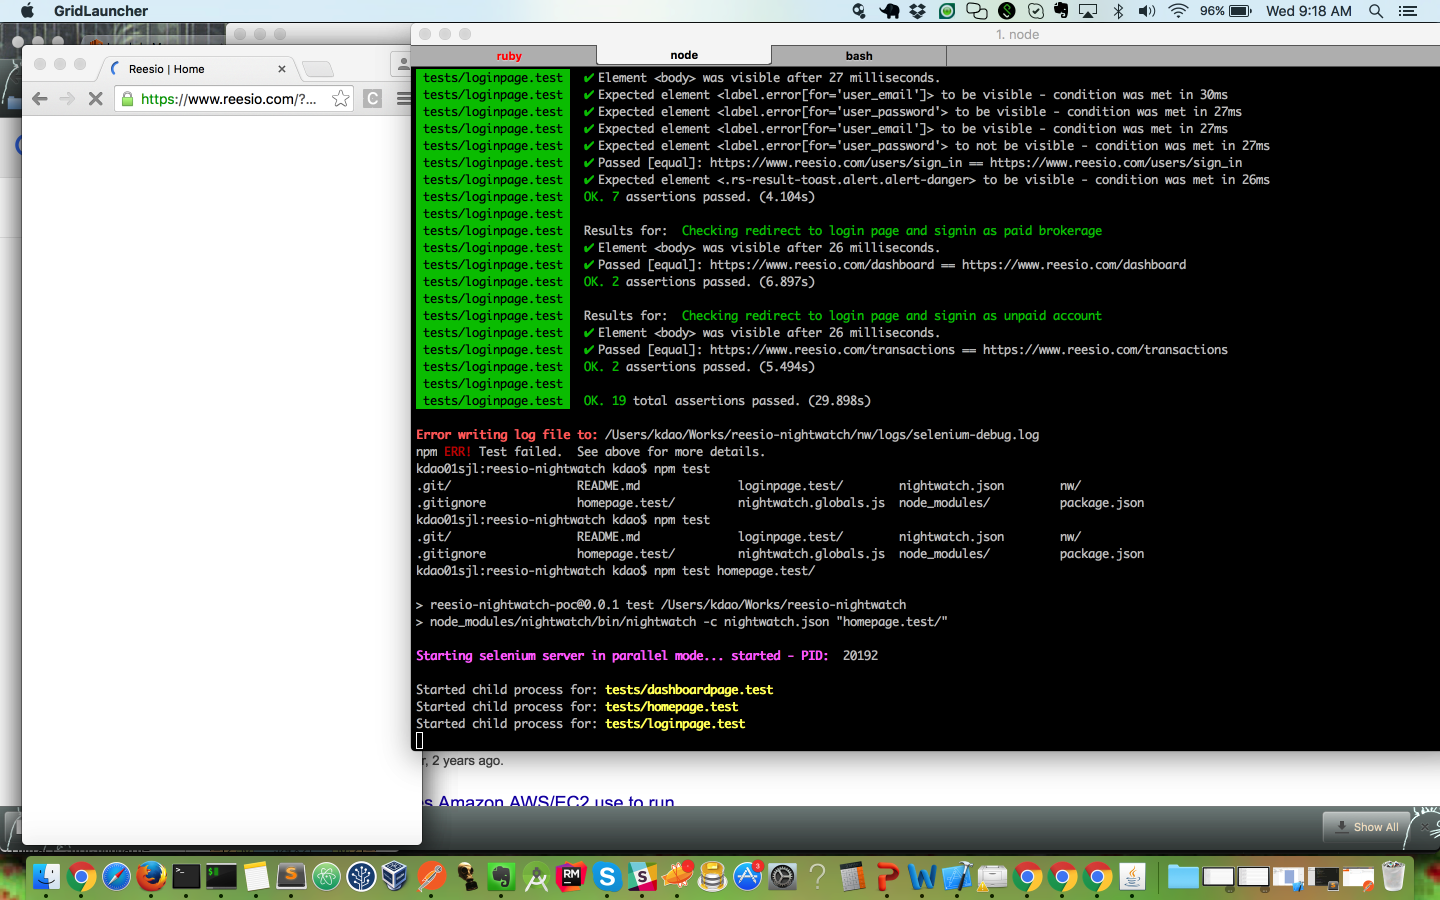 GridLauncher
96%
Wed 9:18 AM
1. node
ruby
node
bash
Reesio | Home
https://www.reesio.com/?...
tests/loginpage.test ✔ Element <body> was visible after 27 milliseconds.
tests/loginpage.test ✔ Expected element <label.error[for='user_email']> to be visible - condition was met in 30ms
tests/loginpage.test ✔ Expected element <label.error[for='user_password'> to be visible - condition was met in 27ms
tests/loginpage.test ✔ Expected element <label.error[for='user_email']> to be visible - condition was met in 27ms
tests/loginpage.test ✔ Expected element <label.error[for='user_password'> to not be visible - condition was met in 27ms
tests/loginpage.test ✔ Passed [equal]: https://www.reesio.com/users/sign_in == https://www.reesio.com/users/sign_in
tests/loginpage.test ✔ Expected element <.rs-result-toast.alert.alert-danger> to be visible - condition was met in 26ms
tests/loginpage.test OK. 7 assertions passed. (4.104s)
tests/loginpage.test
tests/loginpage.test Results for: Checking redirect to login page and signin as paid brokerage
tests/loginpage.test ✔ Element <body> was visible after 26 milliseconds.
tests/loginpage.test ✔ Passed [equal]: https://www.reesio.com/dashboard == https://www.reesio.com/dashboard
tests/loginpage.test OK. 2 assertions passed. (6.897s)
tests/loginpage.test
tests/loginpage.test Results for: Checking redirect to login page and signin as unpaid account
tests/loginpage.test ✔ Element <body> was visible after 26 milliseconds.
tests/loginpage.test ✔ Passed [equal]: https://www.reesio.com/transactions == https://www.reesio.com/transactions
tests/loginpage.test OK. 2 assertions passed. (5.494s)
tests/loginpage.test
tests/loginpage.test OK. 19 total assertions passed. (29.898s)
Error writing log file to: /Users/kdao/Works/reesio-nightwatch/nw/logs/selenium-debug.log
npm ERR! Test failed. See above for more details.
kdao01sjl:reesio-nightwatch kdao$ npm test
.git/ README.md loginpage.test/ nightwatch.json nw/
.gitignore homepage.test/ nightwatch.globals.js node_modules/ package.json
kdao01sjl:reesio-nightwatch kdao$ npm test
.git/ README.md loginpage.test/ nightwatch.json nw/
.gitignore homepage.test/ nightwatch.globals.js node_modules/ package.json
kdao01sjl:reesio-nightwatch kdao$ npm test homepage.test/
> reesio-nightwatch-poc@0.0.1 test /Users/kdao/Works/reesio-nightwatch
> node_modules/nightwatch/bin/nightwatch -c nightwatch.json "homepage.test/"
Starting selenium server in parallel mode... started - PID: 20192
Started child process for: tests/dashboardpage.test
Started child process for: tests/homepage.test
Started child process for: tests/loginpage.test
r, 2 years ago.
es Amazon AWS/EC2 use to run
Show All